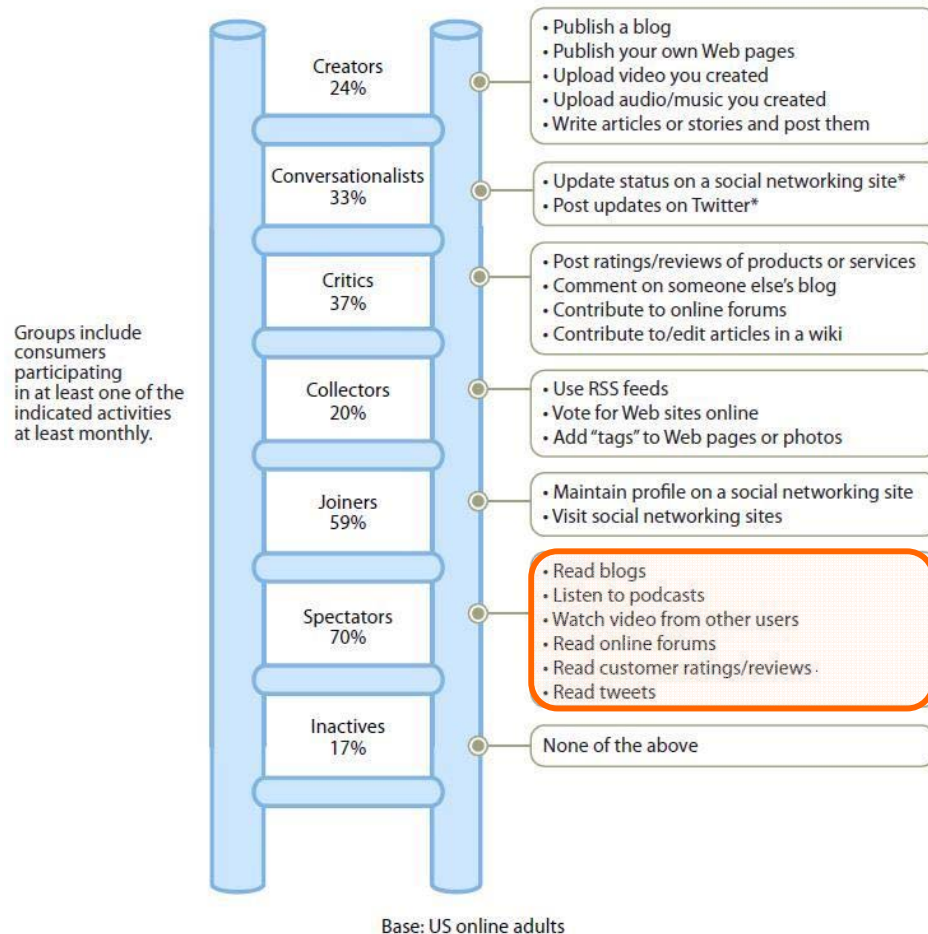 Creators
24%
• Publish a blog
• Publish your own Web pages
• Upload video you created
• Upload audio/music you created
• Write articles or stories and post them
Conversationalists
33%
• Update status on a social networking site*
• Post updates on Twitter*
Critics
37%
• Post ratings/reviews of products or services
• Comment on someone else's blog
• Contribute to online forums
• Contribute to/edit articles in a wiki
Groups include
consumers
participating
in at least one of the
indicated activities
at least monthly.
Collectors
20%
• Use RSS feeds
• Vote for Web sites online
• Add "tags" to Web pages or photos
Joiners
59%
• Maintain profile on a social networking site
• Visit social networking sites
Spectators
70%
• Read blogs
• Listen to podcasts
• Watch video from other users
• Read online forums
• Read customer ratings/reviews
• Read tweets
Inactives
17%
None of the above
Base: US online adults